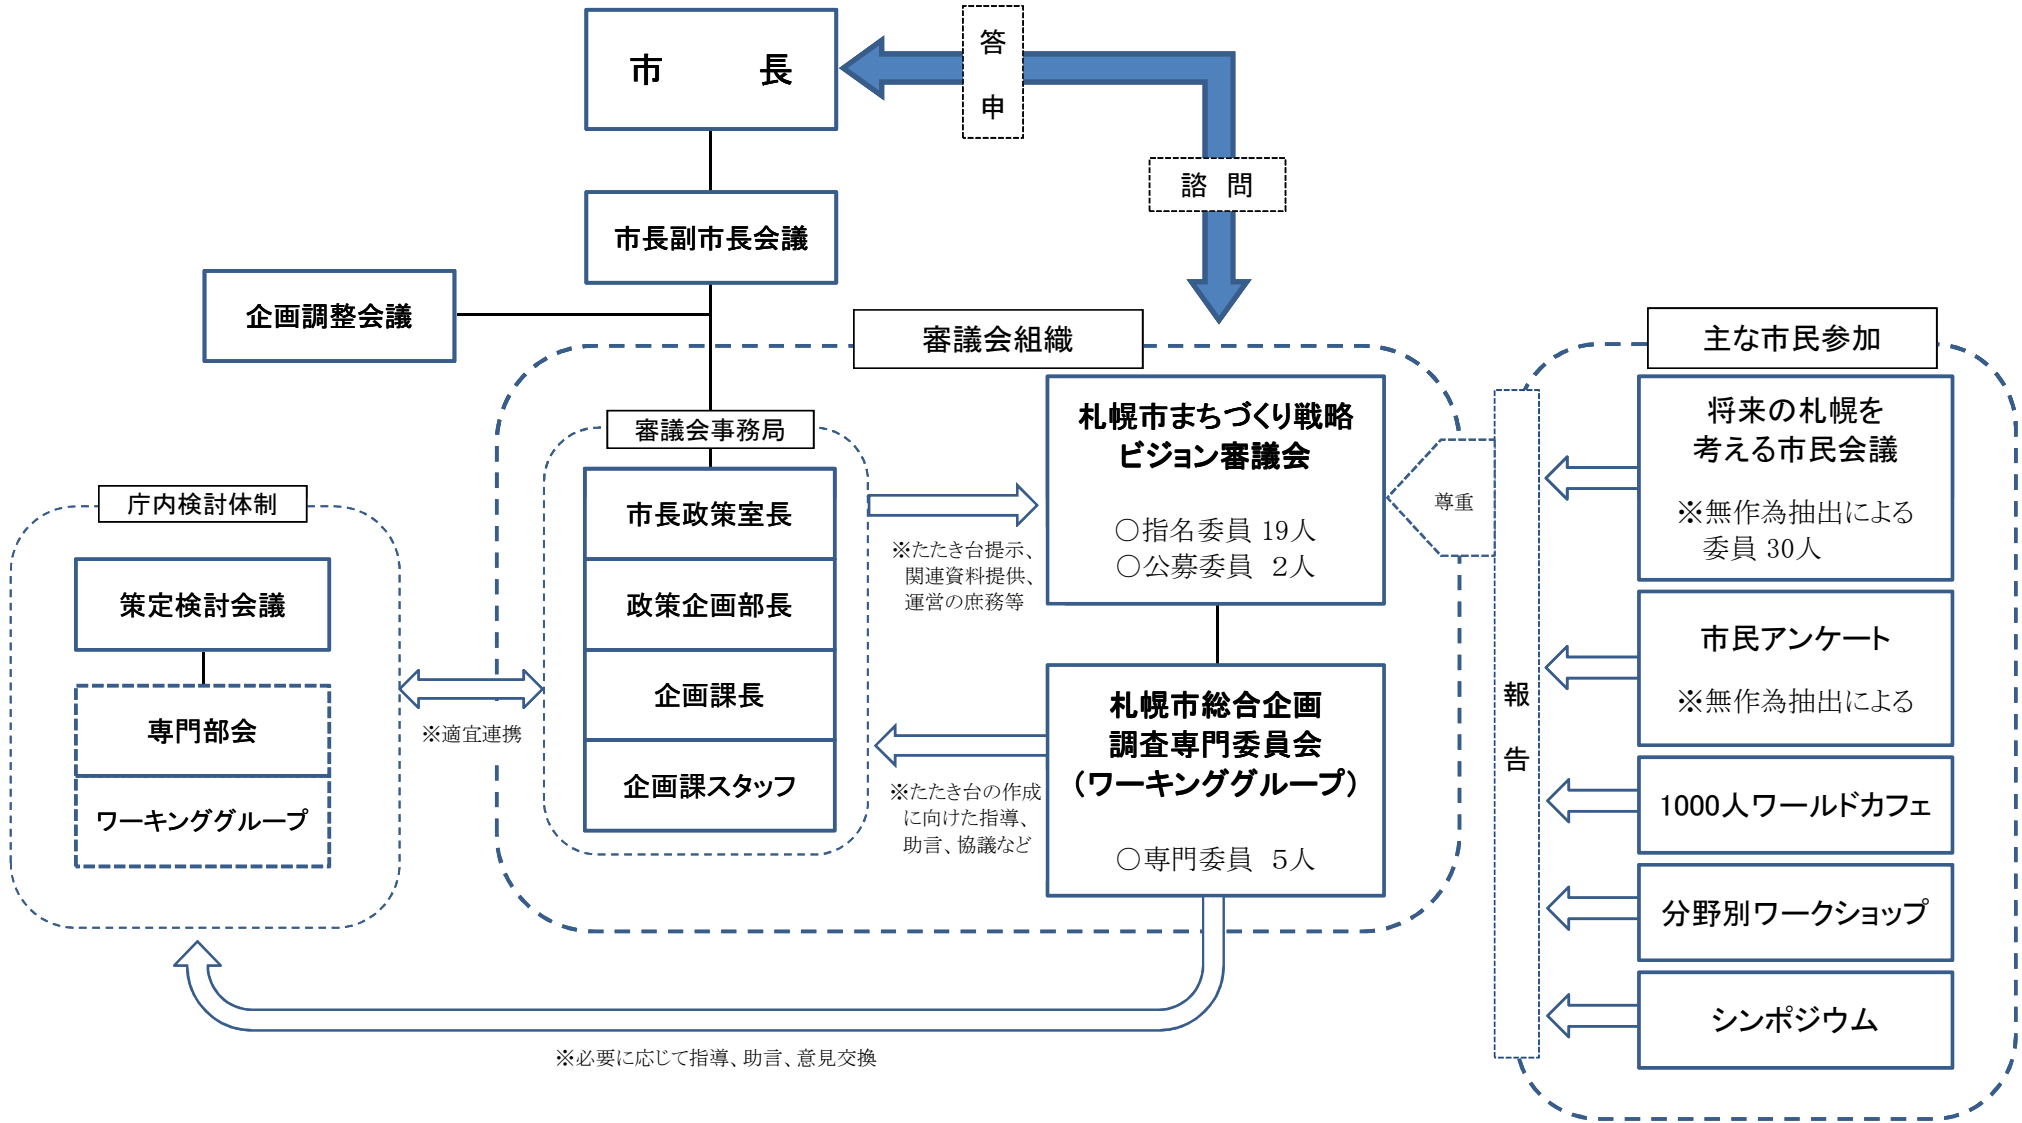 市　　長
答
申
諮 問
市長副市長会議
企画調整会議
審議会組織
審議会事務局
市長政策室長
政策企画部長
企画課長
企画課スタッフ
庁内検討体制
策定検討会議
専門部会
ワーキンググループ
※適宜連携
※たたき台提示、
関連資料提供、
運営の庶務等
※たたき台の作成
に向けた指導、
助言、協議など
札幌市まちづくり戦略
ビジョン審議会
○指名委員 19人
○公募委員 2人
札幌市総合企画
調査専門委員会
（ワーキンググループ）
○専門委員 5人
※必要に応じて指導、助言、意見交換
尊重
報
告
主な市民参加
将来の札幌を
考える市民会議
※無作為抽出による
委員 30人
市民アンケート
※無作為抽出による
1000人ワールドカフェ
分野別ワークショップ
シンポジウム